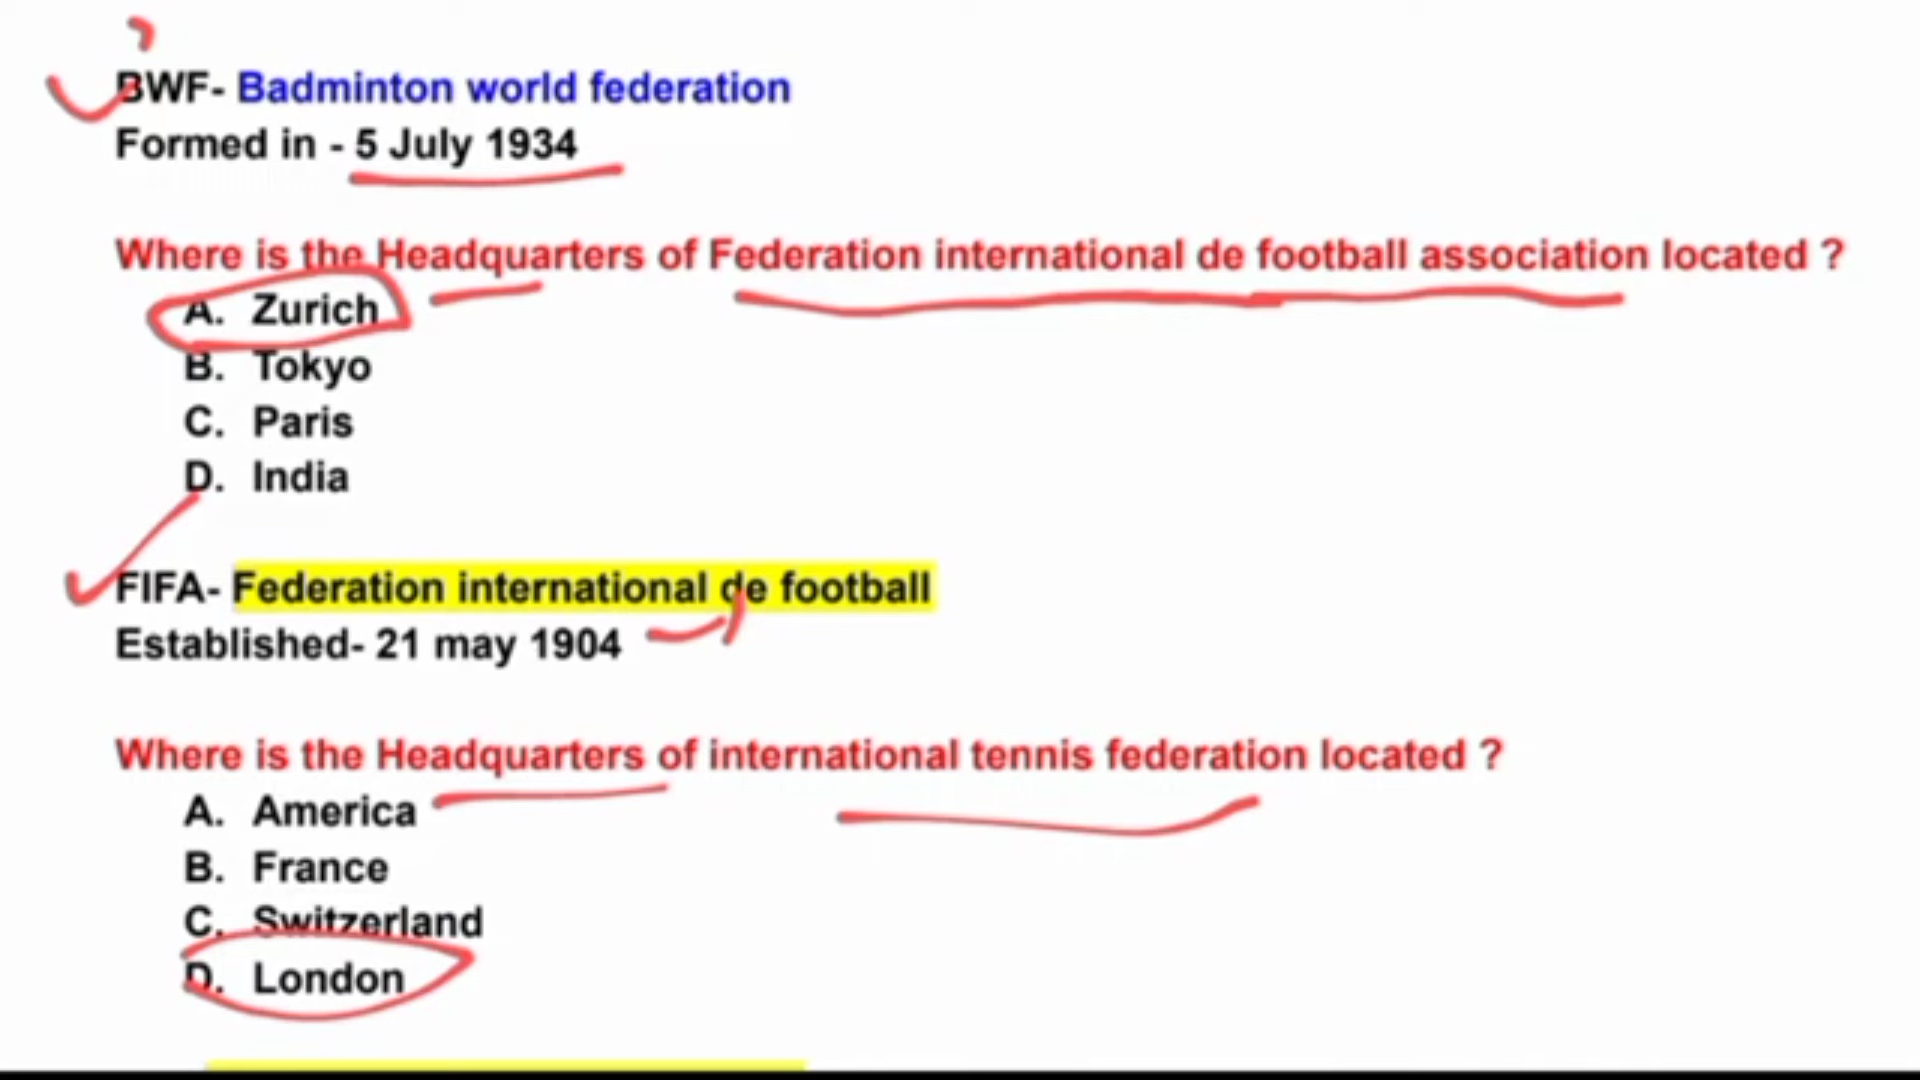 BWF- Badminton world federation
Formed in - 5 July 1934
Where is the Headquarters of Federation international de football association located ?
A. Zurich
B. Tokyo
C. Paris
D. India
FIFA- Federation international de football
Established- 21 may 1904
Where is the Headquarters of international tennis federation located ?
A. America
B. France
C. Switzerland
D. London